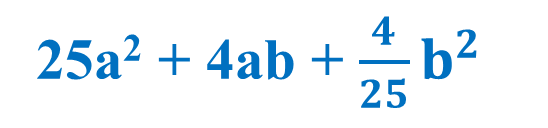 25a² + 4ab + 4/25 b²